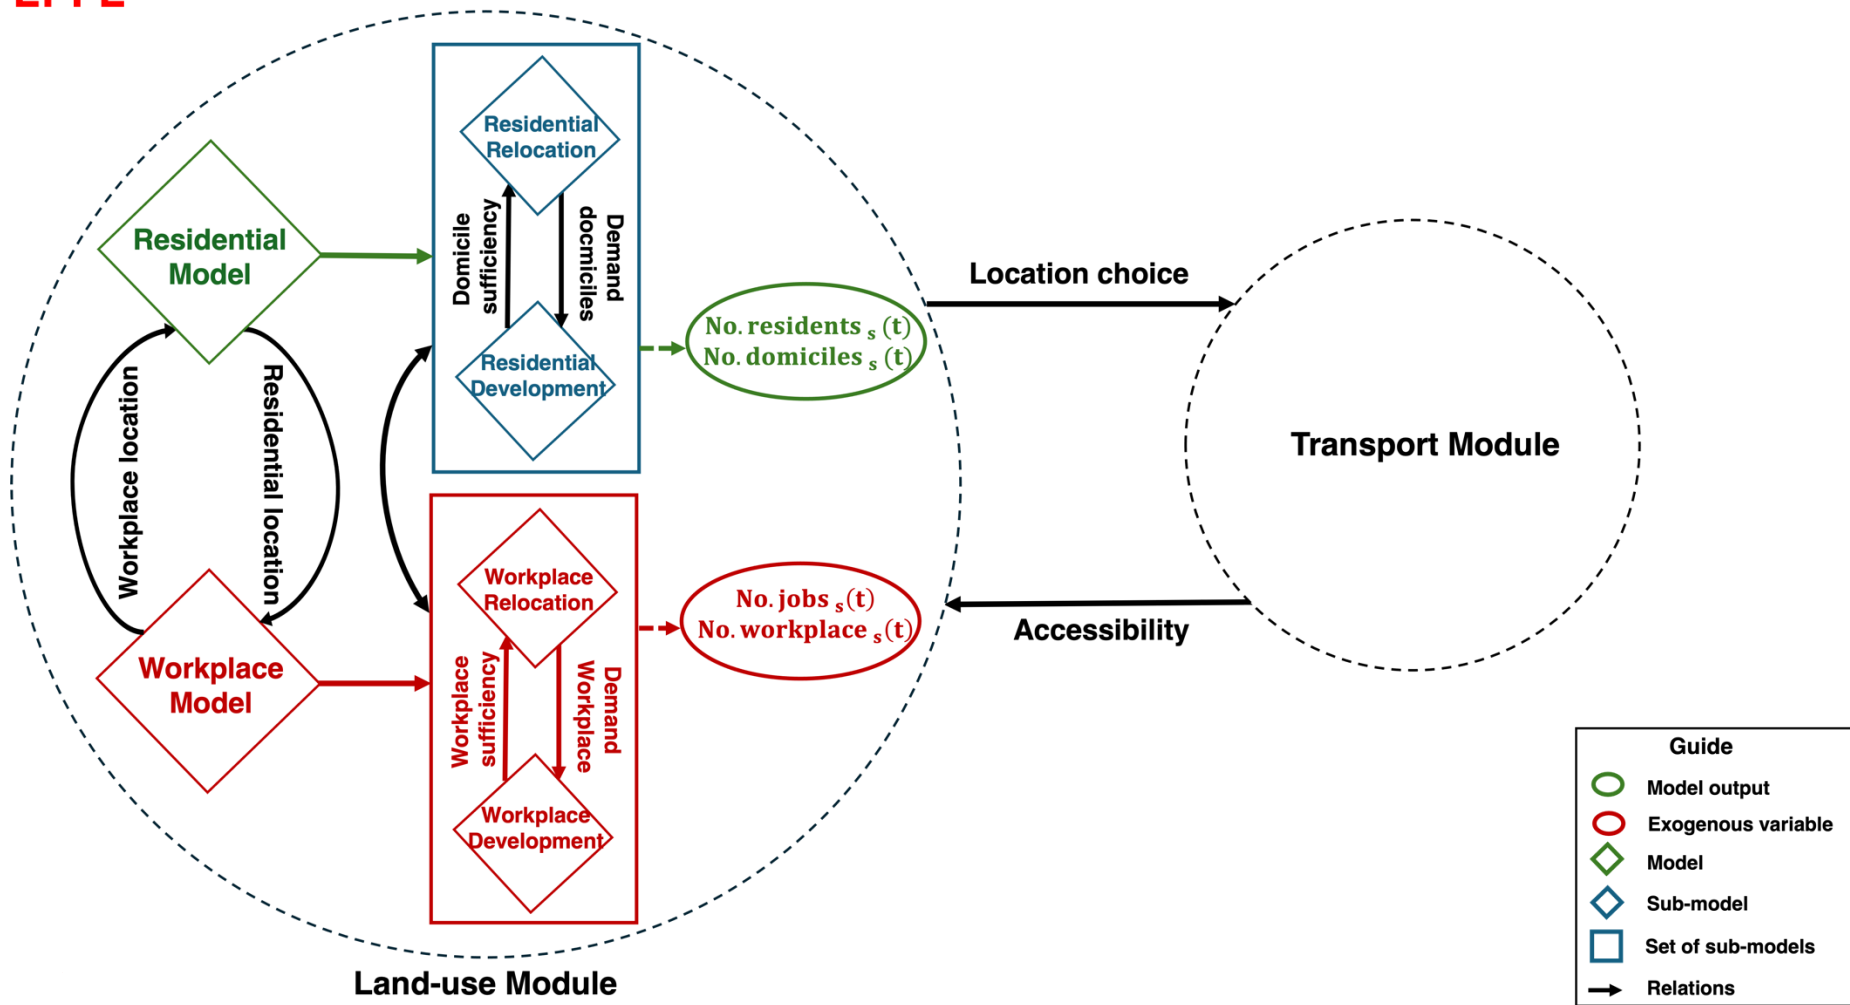 Residential
Relocation
Domicile
sufficiency
Demand
docmiciles
Residential
Development
Residential
Model
Workplace location
Residential location
Workplace
Model
Workplace
Relocation
Workplace
sufficiency
Demand
Workplace
Workplace
Development
No. residents s (t)
No. domiciles s (t)
No. jobs s(t)
No. workplace s(t)
Location choice
Accessibility
Transport Module
Land-use Module
Guide
Model output
Exogenous variable
Model
Sub-model
Set of sub-models
Relations